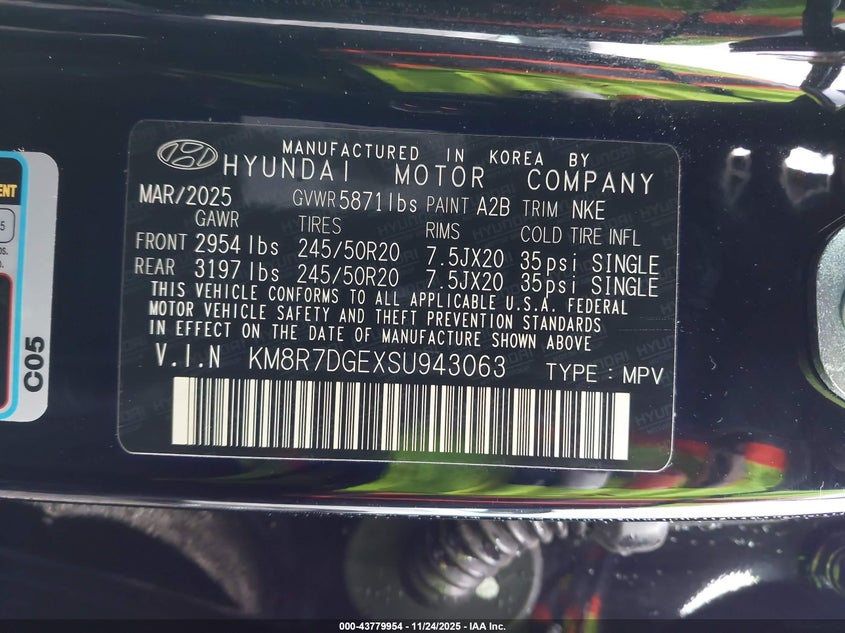 MANUFACTURED IN KOREA BY
HYUNDAI MOTOR COMPANY
MAR/2025 GVWR 5871 lbs PAINT A2B TRIM NKE
GAWR TIRES RIMS COLD TIRE INFL
FRONT 2954 lbs 245/50R20 7.5JX20 35psi SINGLE
REAR 3197 lbs 245/50R20 7.5JX20 35psi SINGLE
THIS VEHICLE CONFORMS TO ALL APPLICABLE U.S.A. FEDERAL
MOTOR VEHICLE SAFETY AND THEFT PREVENTION STANDARDS
IN EFFECT ON THE DATE OF MANUFACTURE SHOWN ABOVE
V.I.N KM8R7DGEXSU943063 TYPE : MPV
C05
000-43779954 - 11/24/2025 - IAA Inc.